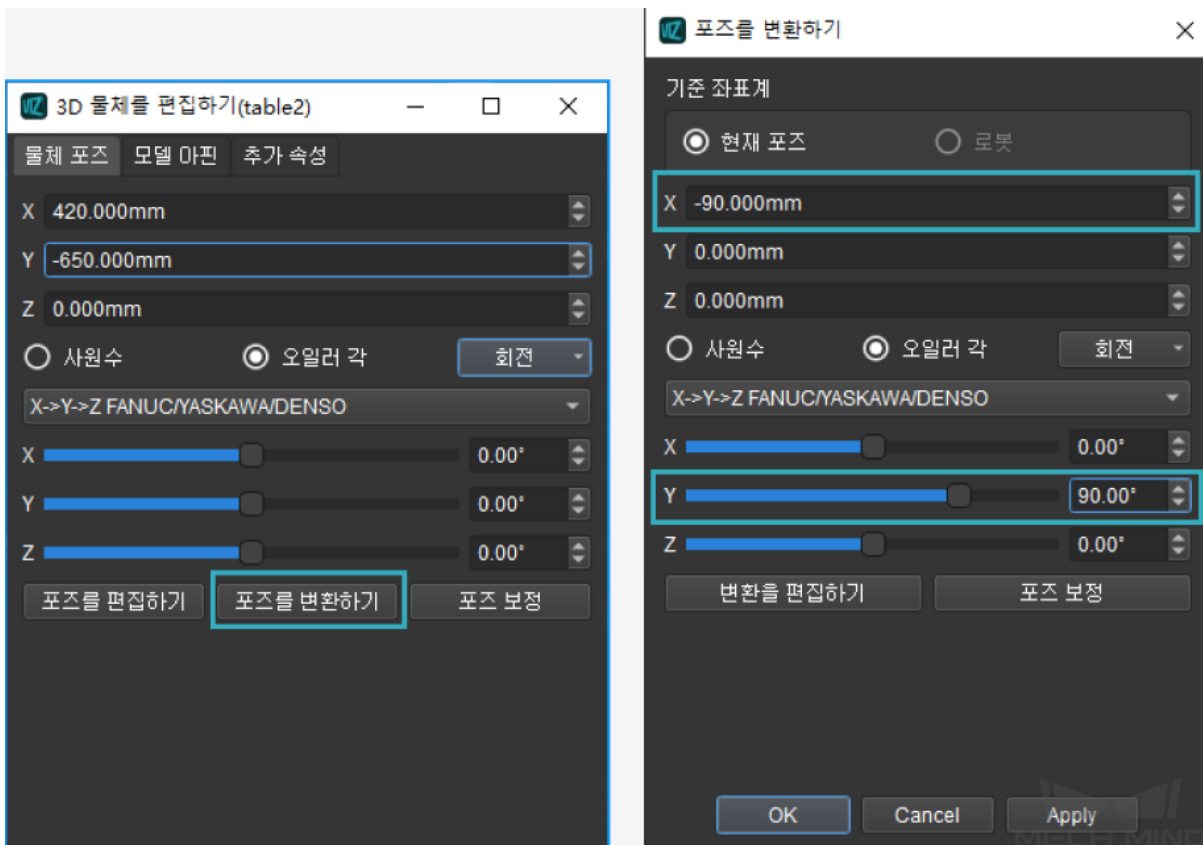 3D 물체를 편집하기(table2)
물체 포즈 모델 아핀 추가 속성
X 420.000mm
Y -650.000mm
Z 0.000mm
사원수 오일러 각 회전
X->Y->Z FANUC/YASKAWA/DENSO
X 0.00°
Y 0.00°
Z 0.00°
포즈를 편집하기 포즈를 변환하기 포즈 보정
VIZ 포즈를 변환하기
기준 좌표계
현재 포즈 로봇
X -90.000mm
Y 0.000mm
Z 0.000mm
사원수 오일러 각 회전
X->Y->Z FANUC/YASKAWA/DENSO
X 0.00°
Y 90.00°
Z 0.00°
변환을 편집하기 포즈 보정
OK Cancel Apply
MECH MIND